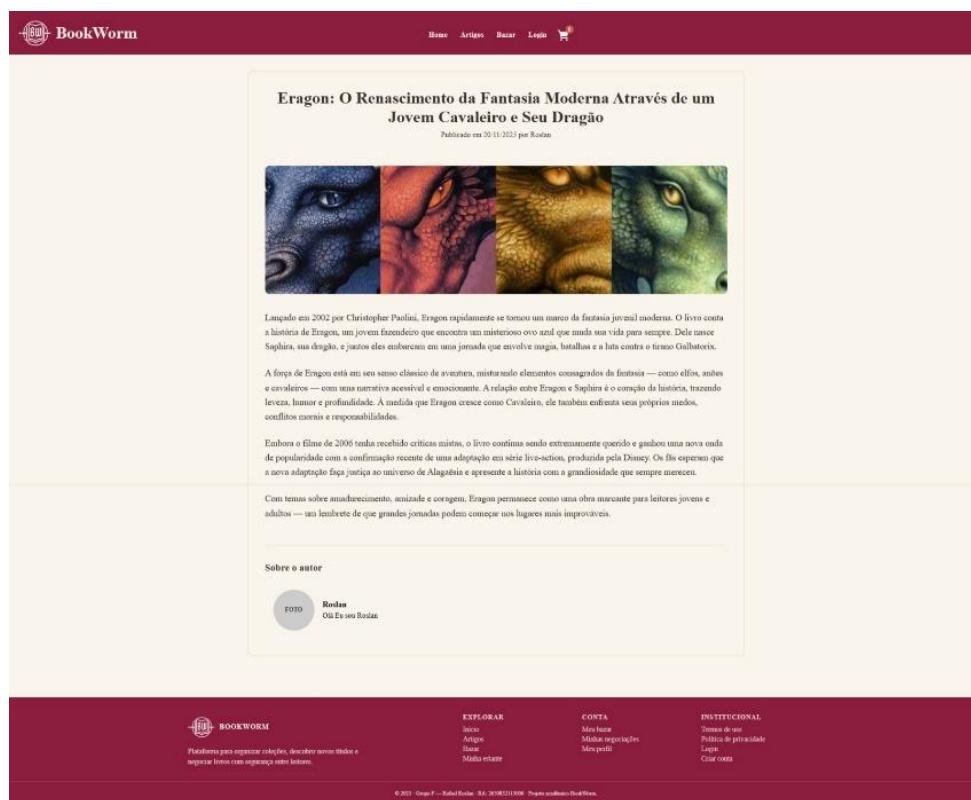 BW BookWorm
Home Artigos Bazar Login
Eragon: O Renascimento da Fantasia Moderna Através de um
Jovem Cavaleiro e Seu Dragão
Publicado em 20/11/2025 por Roslan
Lançado em 2002 por Christopher Paolini, Eragon rapidamente se tornou um marco da fantasia juvenil moderna. O livro conta
a história de Eragon, um jovem fazendeiro que encontra um misterioso ovo azul que muda sua vida para sempre. Dele nasce
Saphira, sua dragão, e juntos eles embarcam em uma jornada que envolve magia, batalhas e a luta contra o tirano Galbatorix.
A força de Eragon está em seu senso clássico de aventura, misturando elementos consagrados da fantasia — como elfos, anões
e cavaleiros — com uma narrativa acessível e emocionante. A relação entre Eragon e Saphira é o coração da história, trazendo
leveza, humor e profundidade. À medida que Eragon cresce como Cavaleiro, ele também enfrenta seus próprios medos,
conflitos morais e responsabilidades.
Embora o filme de 2006 tenha recebido críticas mistas, o livro continua sendo extremamente querido e ganhou uma nova onda
de popularidade com a confirmação recente de uma adaptação em série live-action, produzida pela Disney. Os fãs esperam que
a nova adaptação faça justiça ao universo de Alagaësia e apresente a história com a grandiosidade que sempre mereceu.
Com temas sobre amadurecimento, amizade e coragem, Eragon permanece como uma obra marcante para leitores jovens e
adultos — um lembrete de que grandes jornadas podem começar nos lugares mais improváveis.
Sobre o autor
FOTO
Roslan
Olá Eu sou Roslan
BW BOOKWORM
Plataforma para organizar coleções, descobrir novos títulos e
negociar livros com segurança entre leitores.
EXPLORAR
Início
Artigos
Bazar
Minha estante
CONTA
Meu bazar
Minhas negociações
Meu perfil
INSTITUCIONAL
Termos de uso
Política de privacidade
Login
Criar conta
© 2025 · Grupo F — Rafael Roslan · RA: · Projeto acadêmico BookWorm.